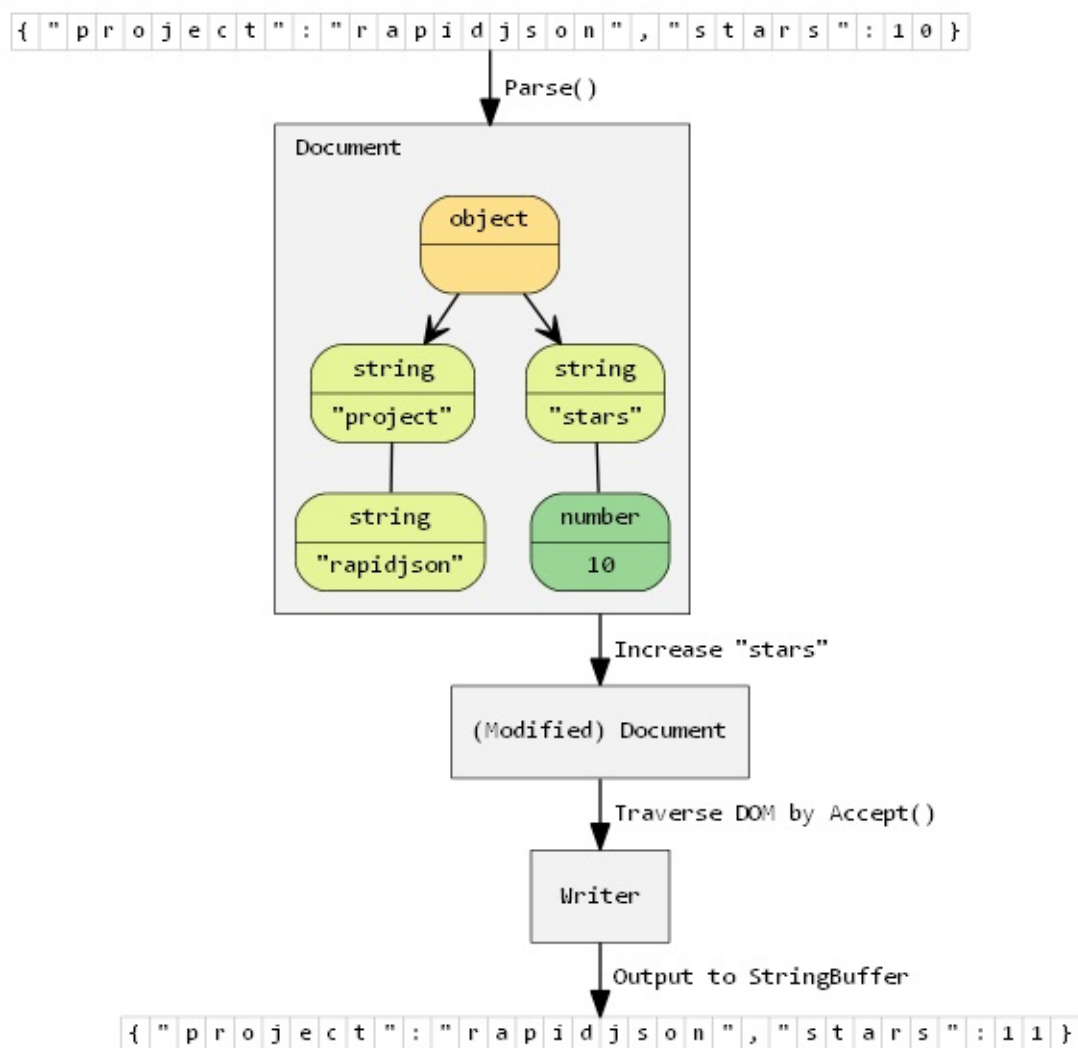 {"project":"rapidjson","stars":10}
Parse()
Document
object
string string
"project" "stars"
string number
"rapidjson" 10
Increase "stars"
(Modified) Document
Traverse DOM by Accept()
Writer
Output to StringBuffer
{"project":"rapidjson","stars":11}